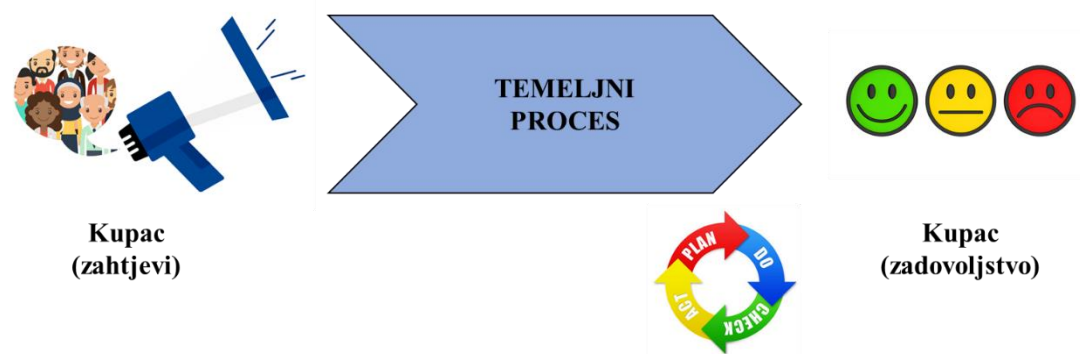 TEMELJNI
PROCES
Kupac
(zahtjevi)
PLAN
DO
CHECK
ACT
Kupac
(zadovoljstvo)